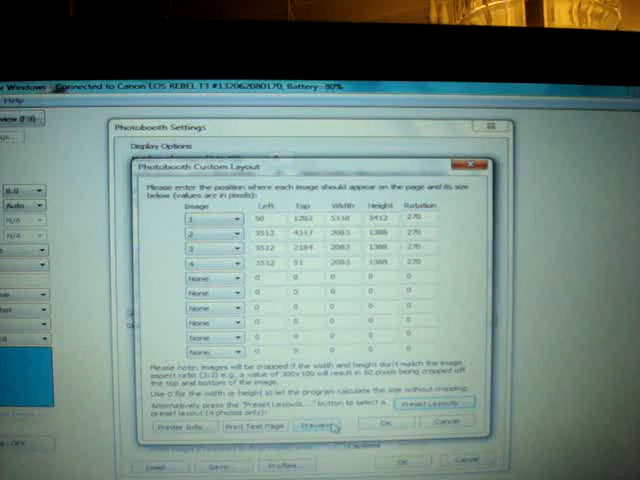 Windows - Connected to Canon EOS REBEL T3 #132062080170, Battery: 80%
Help
Photobooth Settings
Display Options
Photobooth Custom Layout
Please enter the position where each image should appear on the page and its size
below (values are in pixels):
Image Left Top Width Height Rotation
1 50 1202 5118 3412 270
2 3512 4317 2083 1388 270
3 3512 2184 2083 1388 270
4 3512 51 2083 1388 270
None 0 0 0 0 0
None 0 0 0 0 0
None 0 0 0 0 0
None 0 0 0 0 0
None 0 0 0 0 0
None 0 0 0 0 0
Auto
N/A
N/A
Please note: images will be cropped if the width and height don't match the image
aspect ratio (3:2) e.g. a value of 300x100 will result in 50 pixels being cropped off
the top and bottom of the image.
Use 0 for the width or height to let the program calculate the size without cropping.
Alternatively press the "Preset Layouts..." button to select a
preset layout (4 photos only):
Preset Layouts...
Printer Info... Print Test Page Preview OK Cancel
Load... Save... Profiles... OK Cancel